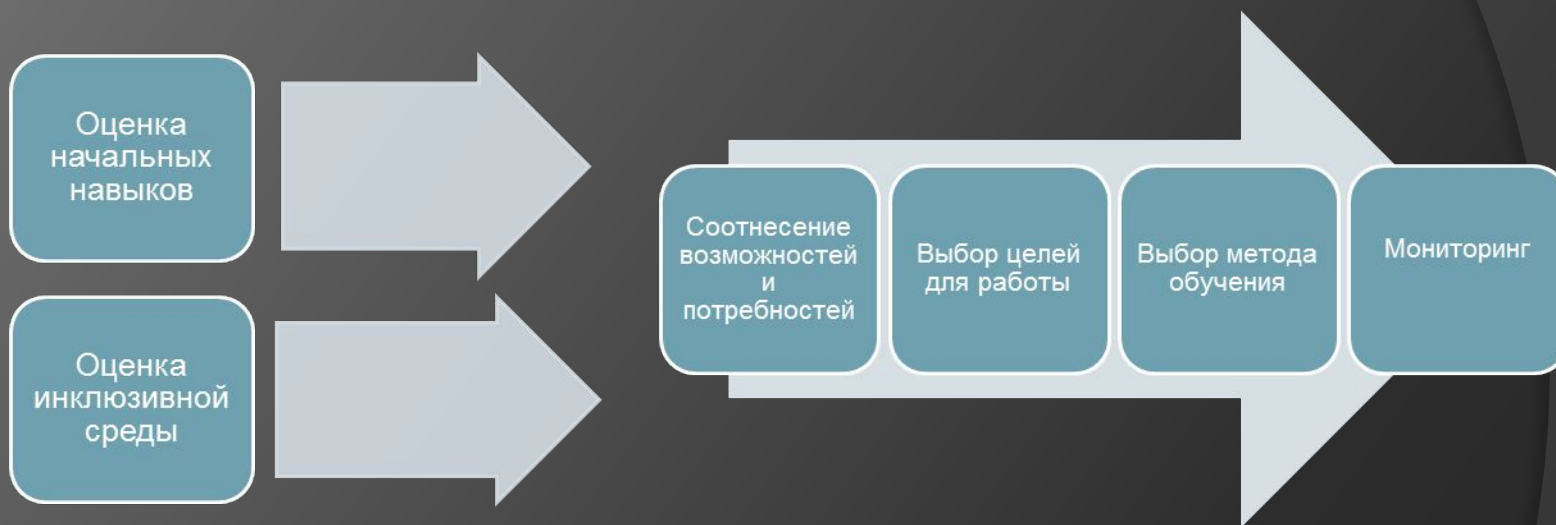 Оценка
начальных
навыков
Оценка
инклюзивной
среды
Соотнесение
возможностей
и
потребностей
Выбор целей
для работы
Выбор метода
обучения
Мониторинг